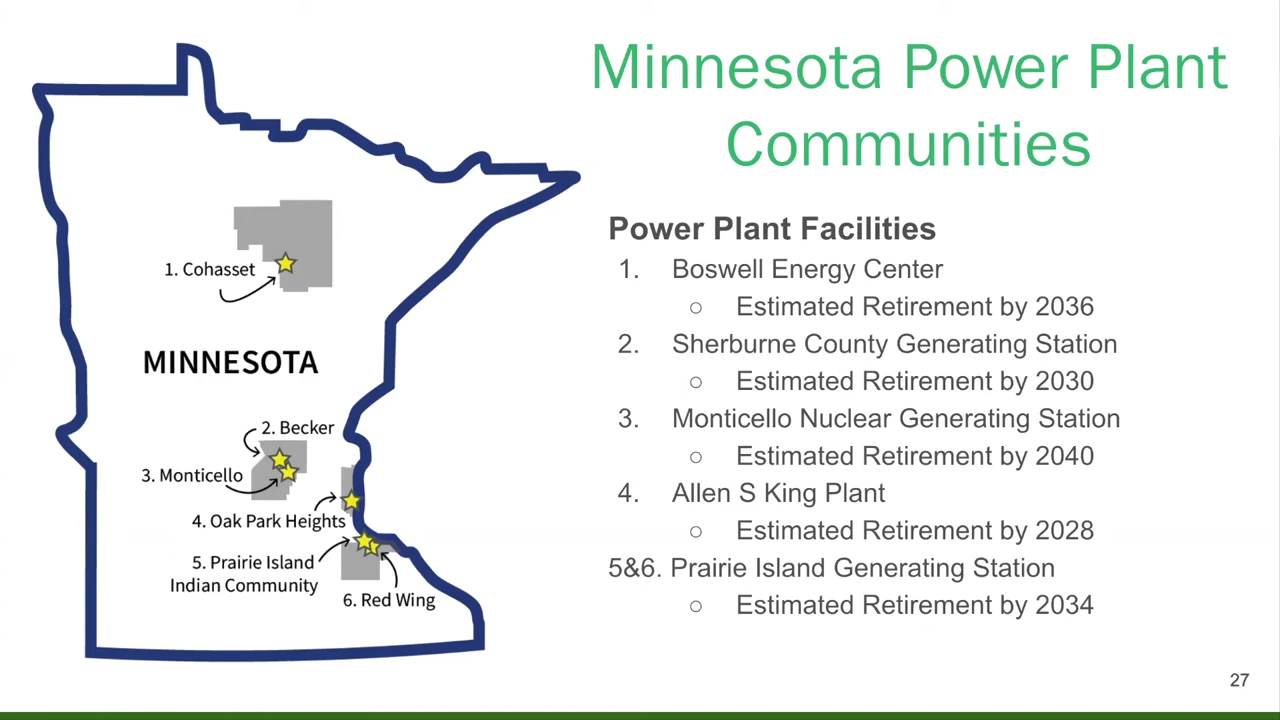 Minnesota Power Plant
Communities
1. Cohasset
MINNESOTA
2. Becker
3. Monticello
4. Oak Park Heights
5. Prairie Island
Indian Community
6. Red Wing
Power Plant Facilities
1. Boswell Energy Center
○ Estimated Retirement by 2036
2. Sherburne County Generating Station
○ Estimated Retirement by 2030
3. Monticello Nuclear Generating Station
○ Estimated Retirement by 2040
4. Allen S King Plant
○ Estimated Retirement by 2028
5&6. Prairie Island Generating Station
○ Estimated Retirement by 2034
27